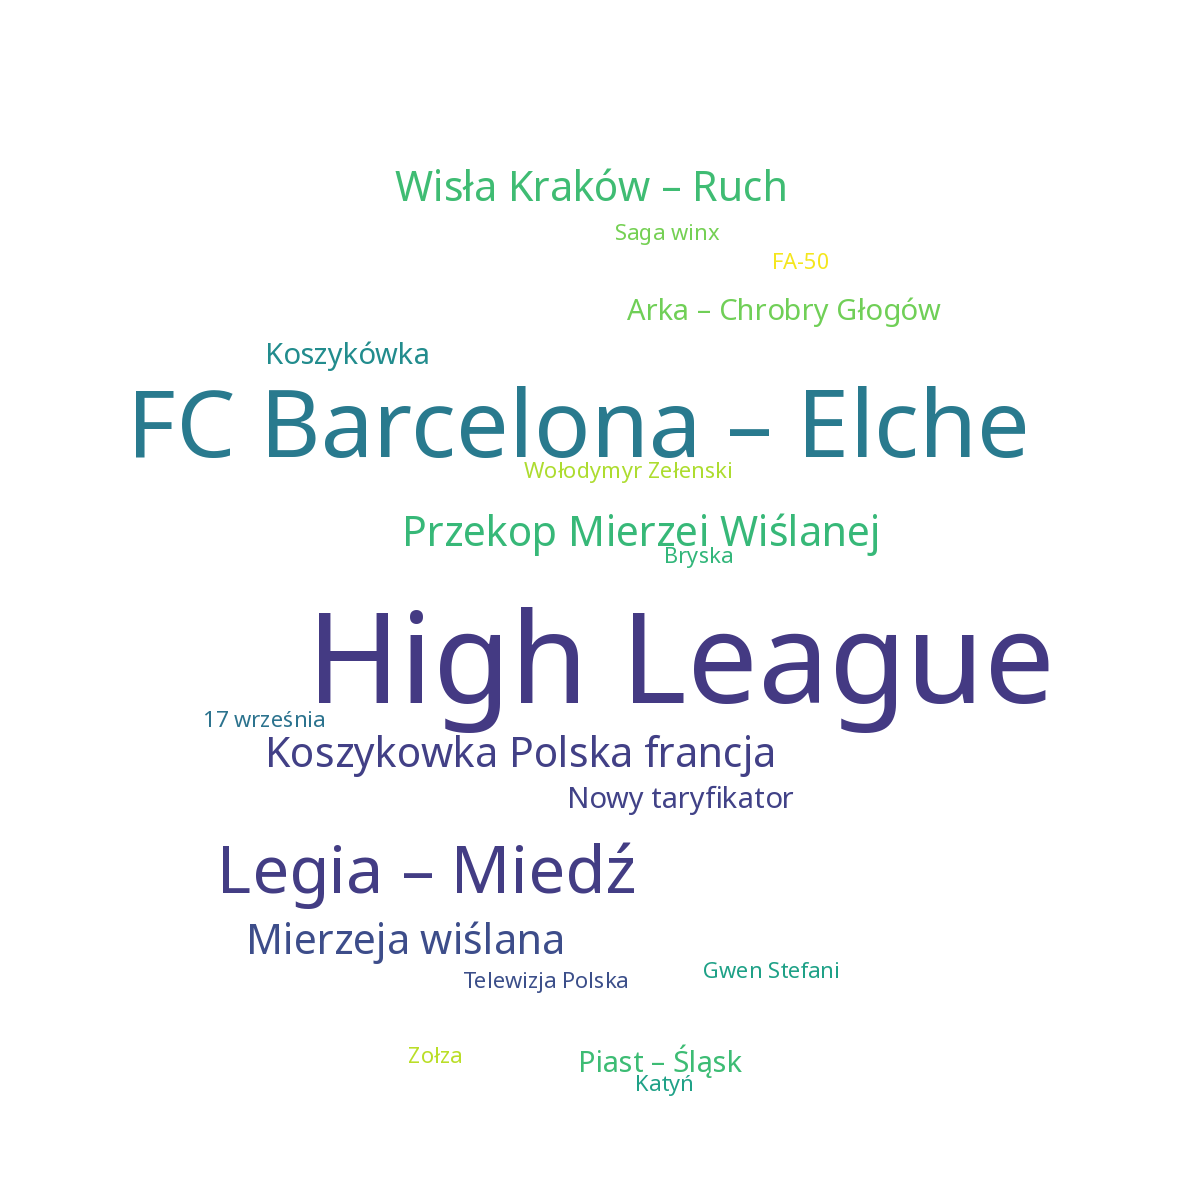 Wisła Kraków – Ruch
Saga winx
FA-50
Arka – Chrobry Głogów
Koszykówka
FC Barcelona – Elche
Wołodymyr Zełenski
Przekop Mierzei Wiślanej
Bryska
High League
17 września
Koszykowka Polska francja
Nowy taryfikator
Legia – Miedź
Mierzeja wiślana
Gwen Stefani
Telewizja Polska
Zołza
Piast – Śląsk
Katyń